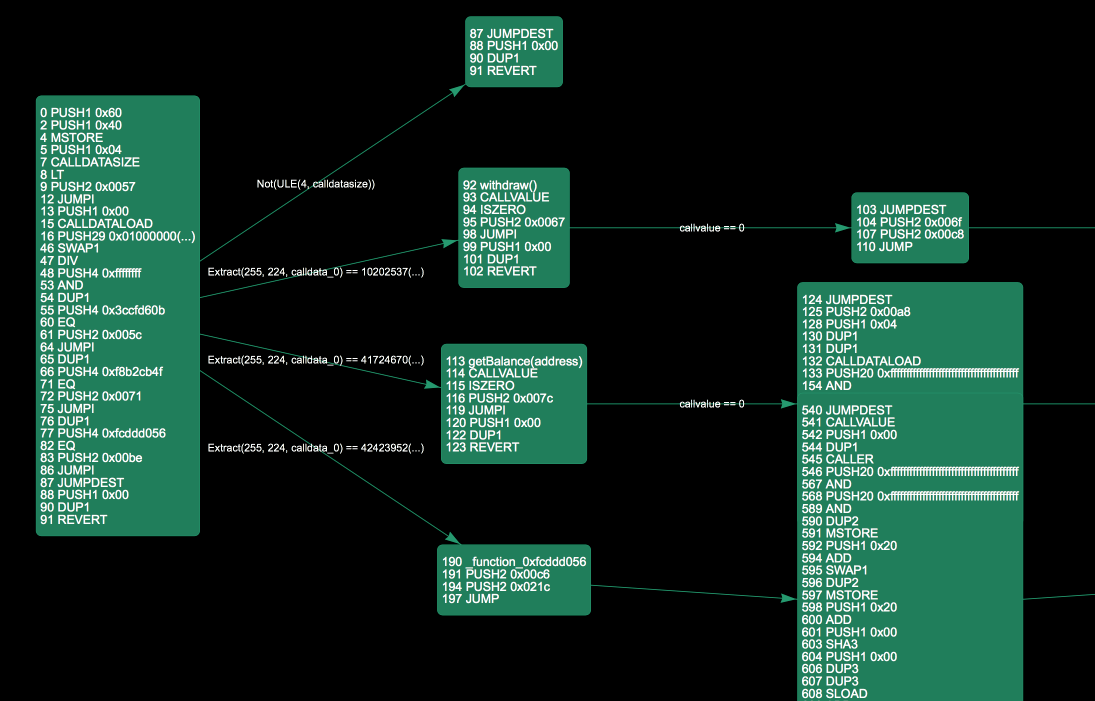 87 JUMPDEST
88 PUSH1 0x00
90 DUP1
91 REVERT
0 PUSH1 0x60
2 PUSH1 0x40
4 MSTORE
5 PUSH1 0x04
7 CALLDATASIZE
8 LT
9 PUSH2 0x0057
12 JUMPI
13 PUSH1 0x00
15 CALLDATALOAD
16 PUSH29 0x01000000(...)
46 SWAP1
47 DIV
48 PUSH4 0xffffffff
53 AND
54 DUP1
55 PUSH4 0x3ccfd60b
60 EQ
61 PUSH2 0x005c
64 JUMPI
65 DUP1
66 PUSH4 0xf8b2cb4f
71 EQ
72 PUSH2 0x0071
75 JUMPI
76 DUP1
77 PUSH4 0xfcddd056
82 EQ
83 PUSH2 0x00be
86 JUMPI
87 JUMPDEST
88 PUSH1 0x00
90 DUP1
91 REVERT
Not(ULE(4, calldatasize))
Extract(255, 224, calldata_0) == 10202537(...)
Extract(255, 224, calldata_0) == 41724670(...)
Extract(255, 224, calldata_0) == 42423952(...)
92 withdraw()
93 CALLVALUE
94 ISZERO
95 PUSH2 0x0067
98 JUMPI
99 PUSH1 0x00
101 DUP1
102 REVERT
callvalue == 0
103 JUMPDEST
104 PUSH2 0x006f
107 PUSH2 0x00c8
110 JUMP
113 getBalance(address)
114 CALLVALUE
115 ISZERO
116 PUSH2 0x007c
119 JUMPI
120 PUSH1 0x00
122 DUP1
123 REVERT
callvalue == 0
124 JUMPDEST
125 PUSH2 0x00a8
128 PUSH1 0x04
130 DUP1
131 DUP1
132 CALLDATALOAD
133 PUSH20 0xffffffffffffffffffffffffffffffffffffffff
154 AND
190 _function_0xfcddd056
191 PUSH2 0x00c6
194 PUSH2 0x021c
197 JUMP
540 JUMPDEST
541 CALLVALUE
542 PUSH1 0x00
544 DUP1
545 CALLER
546 PUSH20 0xffffffffffffffffffffffffffffffffffffffff
567 AND
568 PUSH20 0xffffffffffffffffffffffffffffffffffffffff
589 AND
590 DUP2
591 MSTORE
592 PUSH1 0x20
594 ADD
595 SWAP1
596 DUP2
597 MSTORE
598 PUSH1 0x20
600 ADD
601 PUSH1 0x00
603 SHA3
604 PUSH1 0x00
606 DUP3
607 DUP3
608 SLOAD